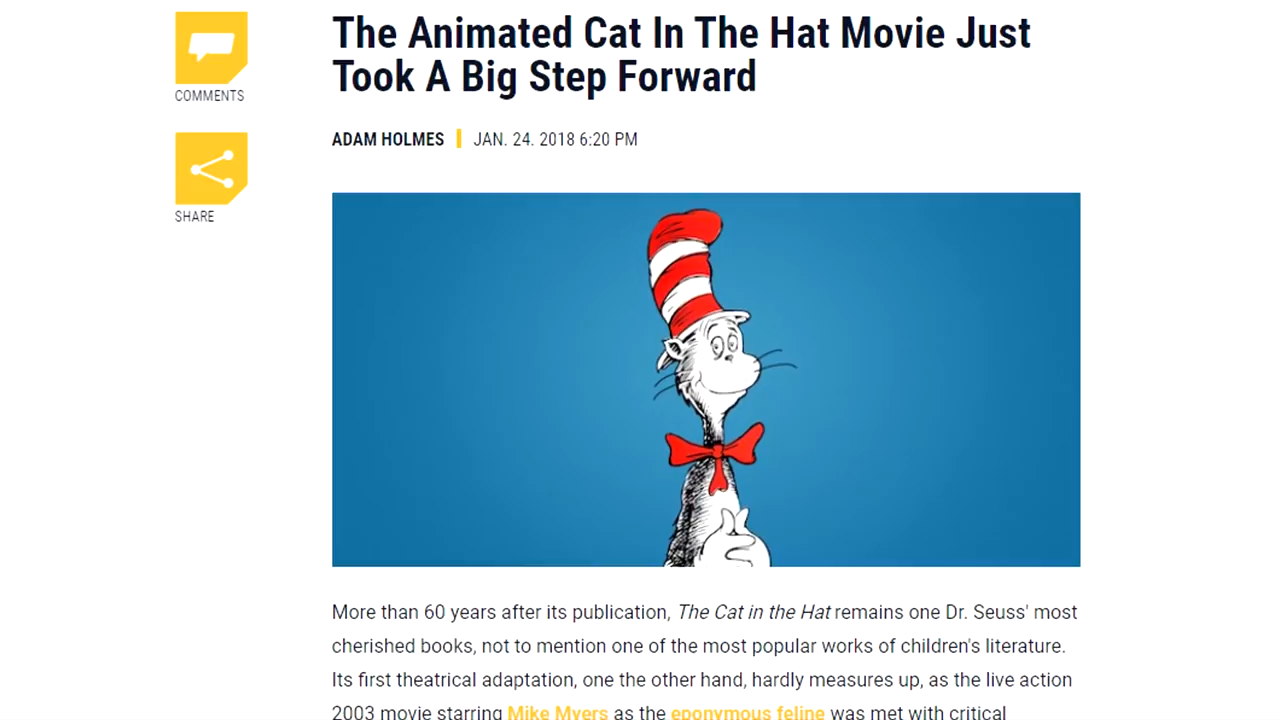 The Animated Cat In The Hat Movie Just
Took A Big Step Forward
COMMENTS
ADAM HOLMES JAN. 24. 2018 6:20 PM
SHARE
More than 60 years after its publication, The Cat in the Hat remains one Dr. Seuss' most
cherished books, not to mention one of the most popular works of children's literature.
Its first theatrical adaptation, one the other hand, hardly measures up, as the live action
2003 movie starring Mike Myers as the eponymous feline was met with critical